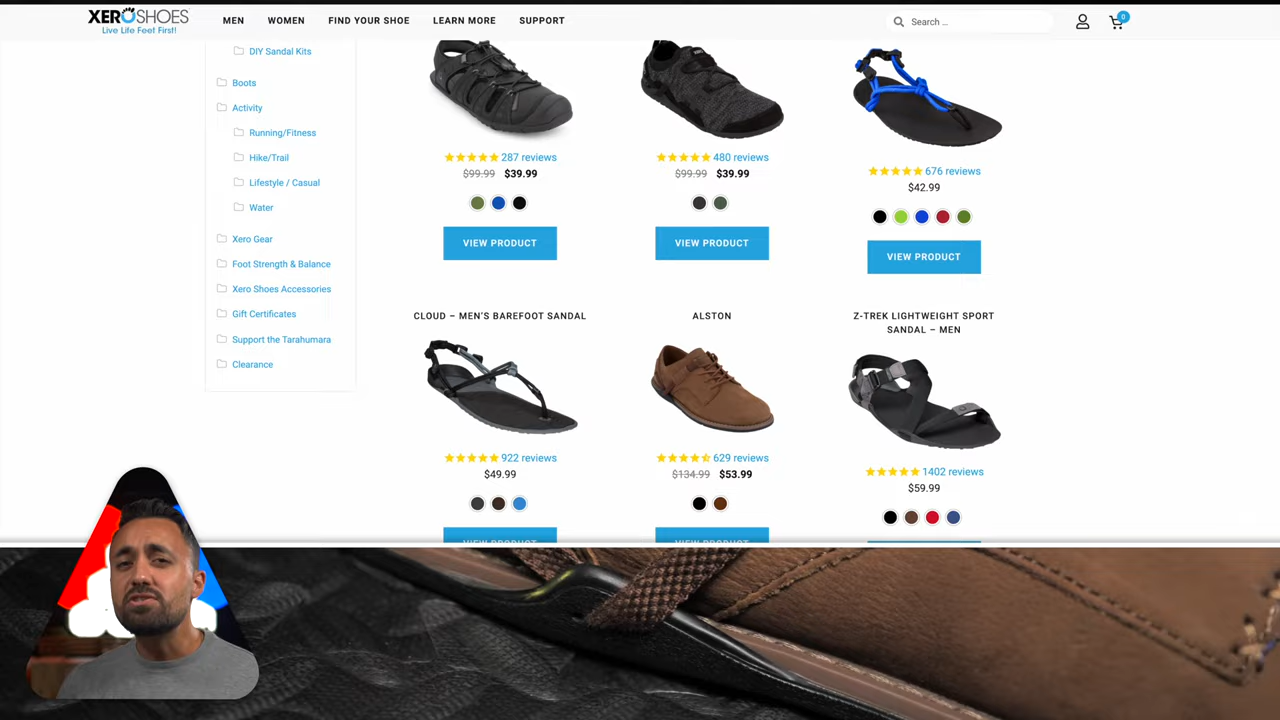 XEROSHOES
Live Life Feet First!
MEN
WOMEN
FIND YOUR SHOE
LEARN MORE
SUPPORT
Search ...
0
DIY Sandal Kits
Boots
Activity
Running/Fitness
Hike/Trail
Lifestyle / Casual
Water
Xero Gear
Foot Strength & Balance
Xero Shoes Accessories
Gift Certificates
Support the Tarahumara
Clearance
287 reviews
$99.99 $39.99
VIEW PRODUCT
480 reviews
$99.99 $39.99
VIEW PRODUCT
676 reviews
$42.99
VIEW PRODUCT
CLOUD – MEN'S BAREFOOT SANDAL
922 reviews
$49.99
VIEW PRODUCT
ALSTON
629 reviews
$134.99 $53.99
VIEW PRODUCT
Z-TREK LIGHTWEIGHT SPORT
SANDAL – MEN
1402 reviews
$59.99